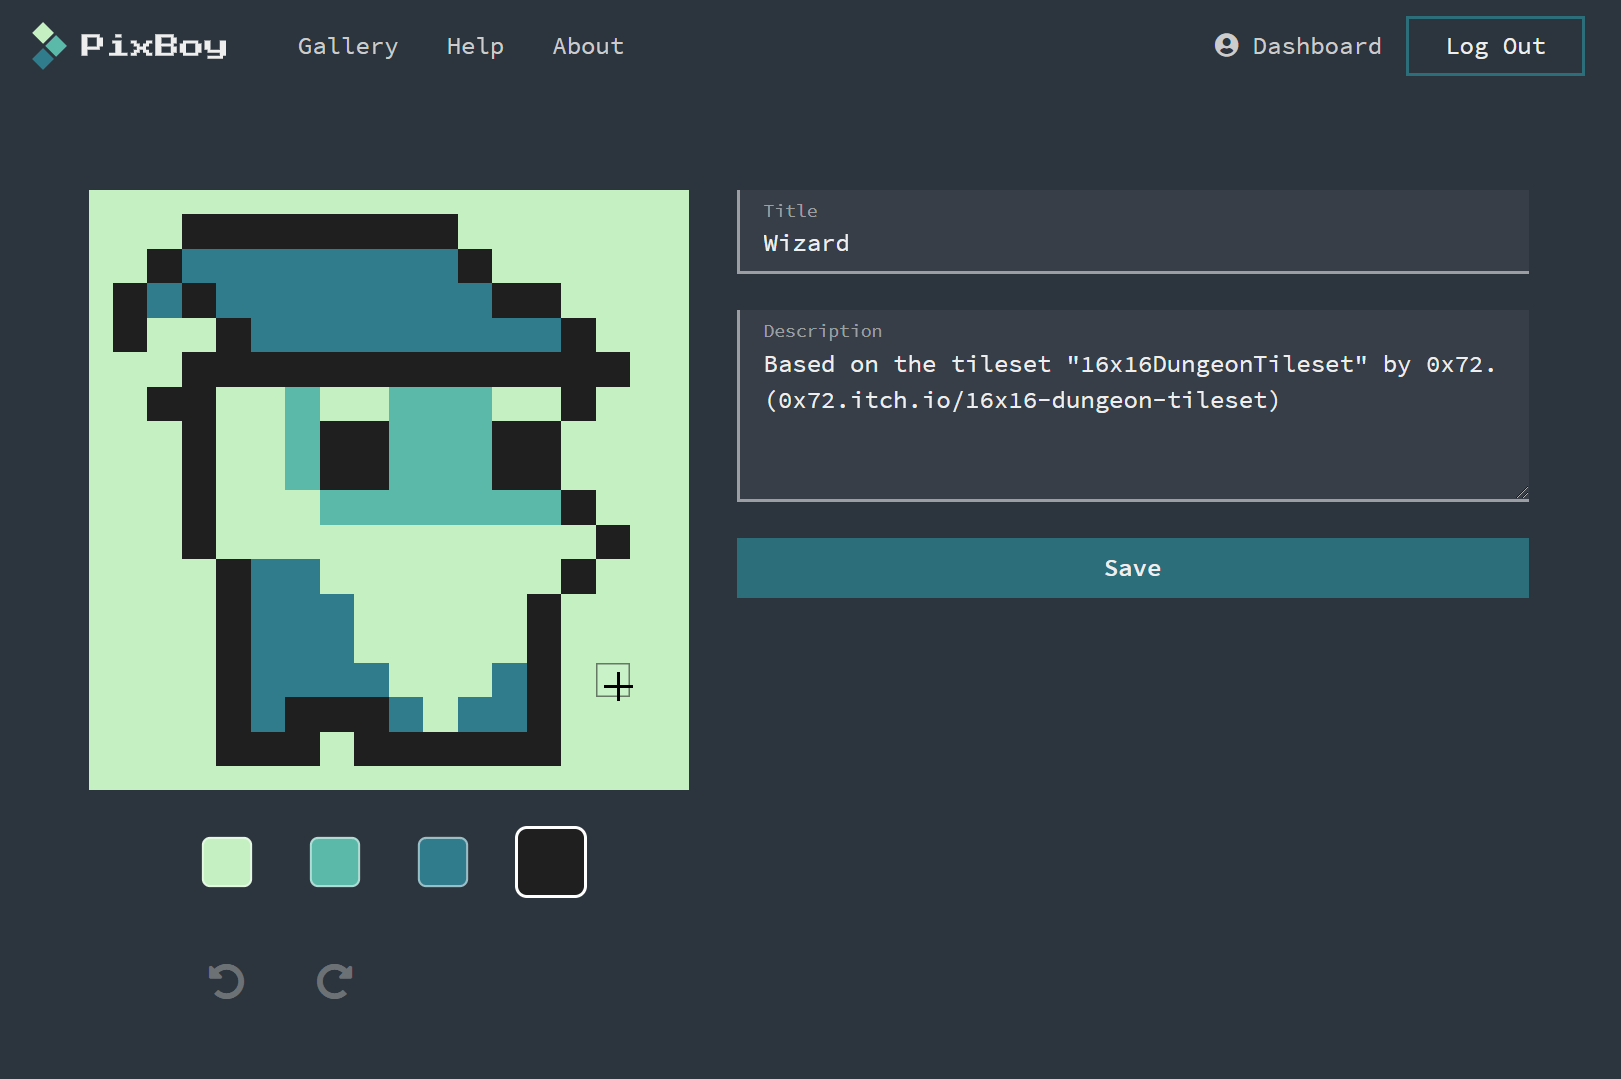 PixBoy
Gallery
Help
About
Dashboard
Log Out
Title
Wizard
Description
Based on the tileset "16x16DungeonTileset" by 0x72.
(0x72.itch.io/16x16-dungeon-tileset)
Save